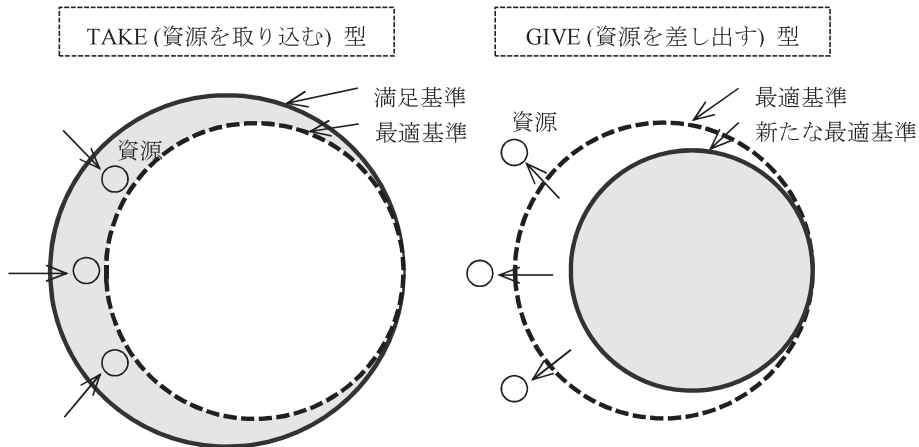 TAKE (資源を取り込む) 型
GIVE (資源を差し出す) 型
満足基準
最適基準
資源
資源
最適基準
新たな最適基準